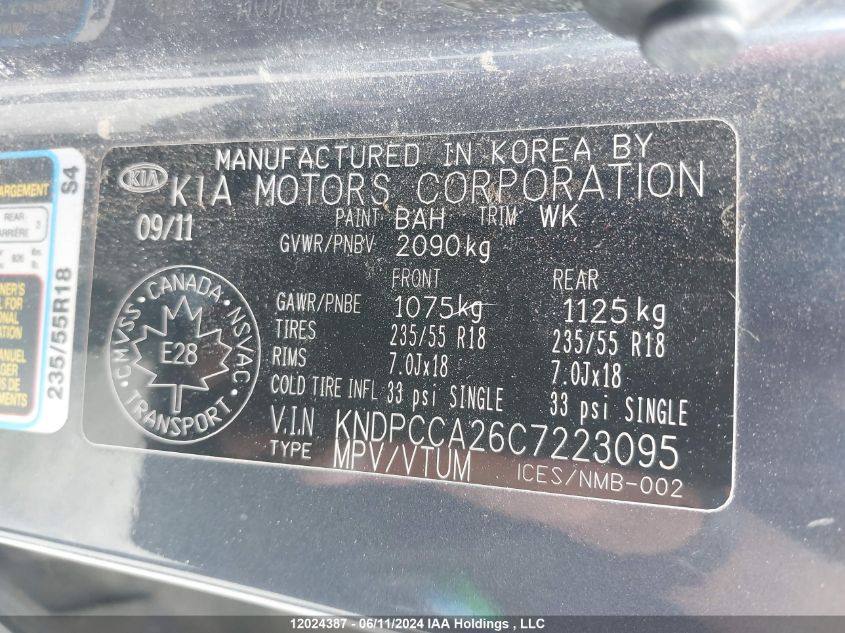 MANUFACTURED IN KOREA BY
KIA
KIA MOTORS CORPORATION
09/11
PAINT BAH TRIM WK
GVWR/PNBV 2090kg
FRONT REAR
GAWR/PNBE 1075kg 1125kg
TIRES 235/55 R18 235/55 R18
RIMS 7.0Jx18 7.0Jx18
COLD TIRE INFL 33 psi SINGLE 33 psi SINGLE
V.I.N KNDPCCA26C7223095
TYPE MPV/VTUM
ICES/NMB-002
CANADA
CMVSS NSVAC
E28
TRANSPORT
ARGEMENT
S4
REAR
235/55R18
12024387 - 06/11/2024 IAA Holdings , LLC